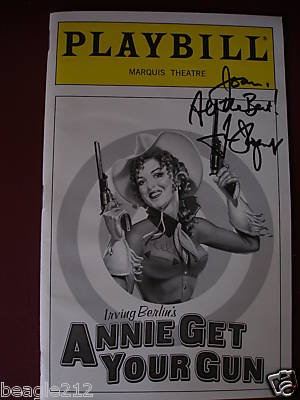 PLAYBILL®
MARQUIS THEATRE
Joan,
All the Best!
Irving Berlin's
ANNIE GET
YOUR GUN
beagle212